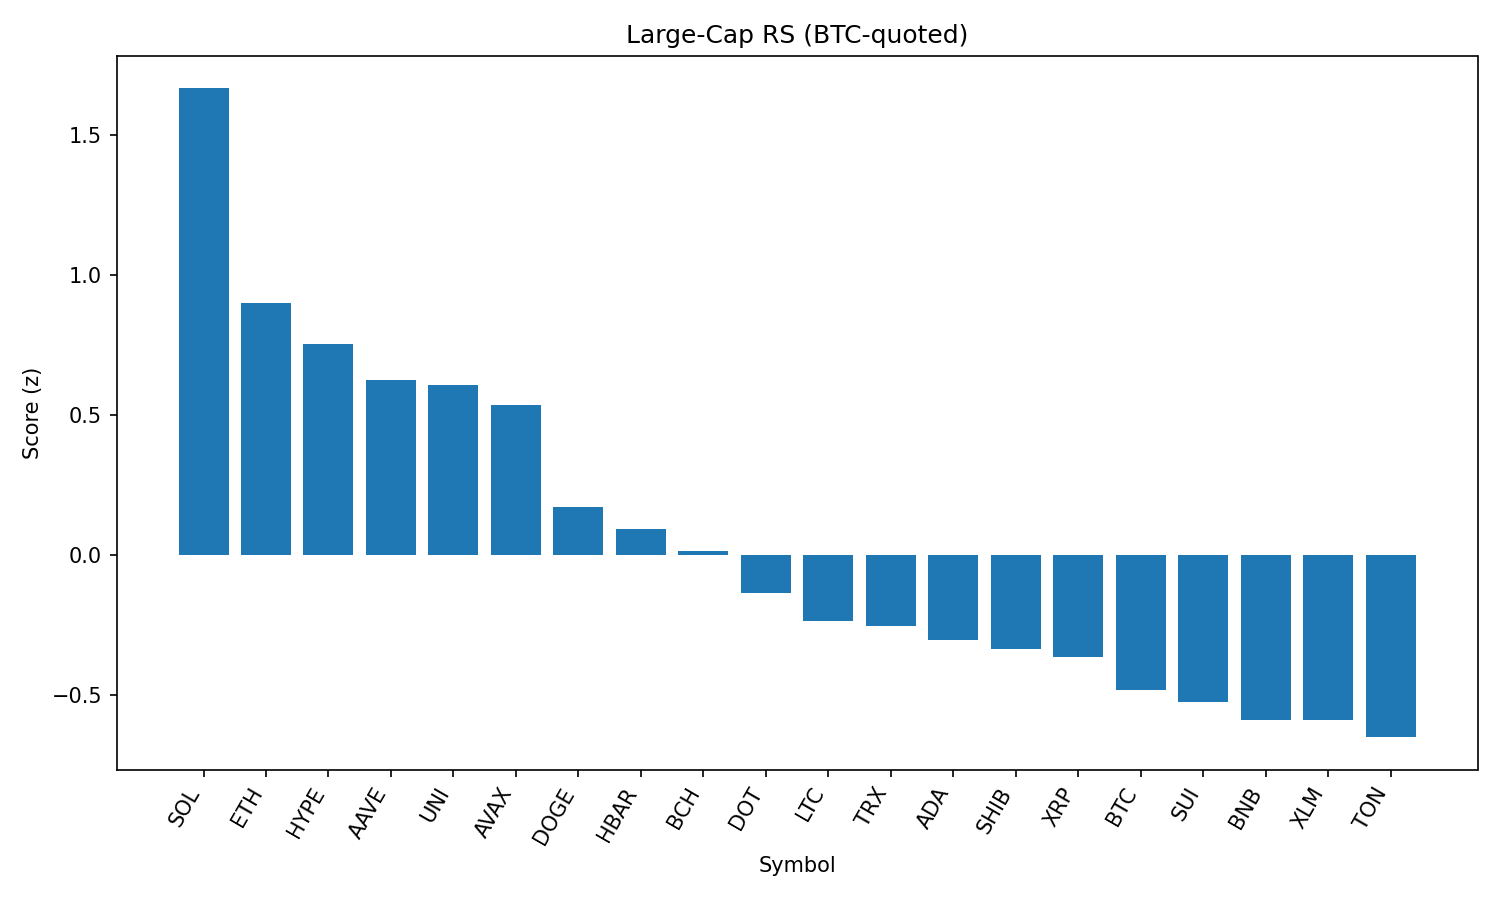 Large-Cap RS (BTC-quoted)
Score (z)
1.5
1.0
0.5
0.0
−0.5
SOL
ETH
HYPE
AAVE
UNI
AVAX
DOGE
HBAR
BCH
DOT
LTC
TRX
ADA
SHIB
XRP
BTC
SUI
BNB
XLM
TON
Symbol